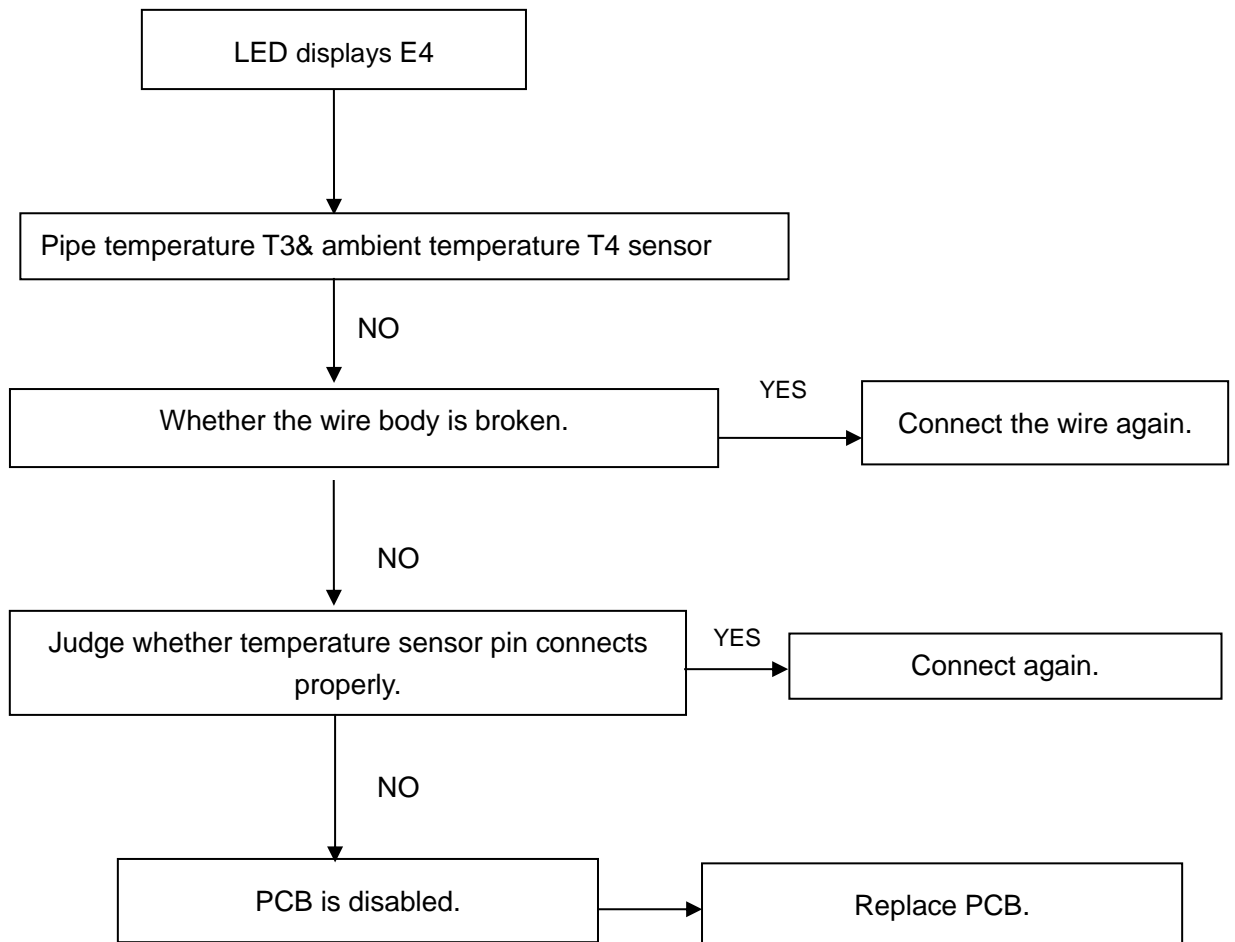 LED displays E4
Pipe temperature T3& ambient temperature T4 sensor
NO
Whether the wire body is broken.
YES
Connect the wire again.
NO
Judge whether temperature sensor pin connects
properly.
YES
Connect again.
NO
PCB is disabled.
Replace PCB.